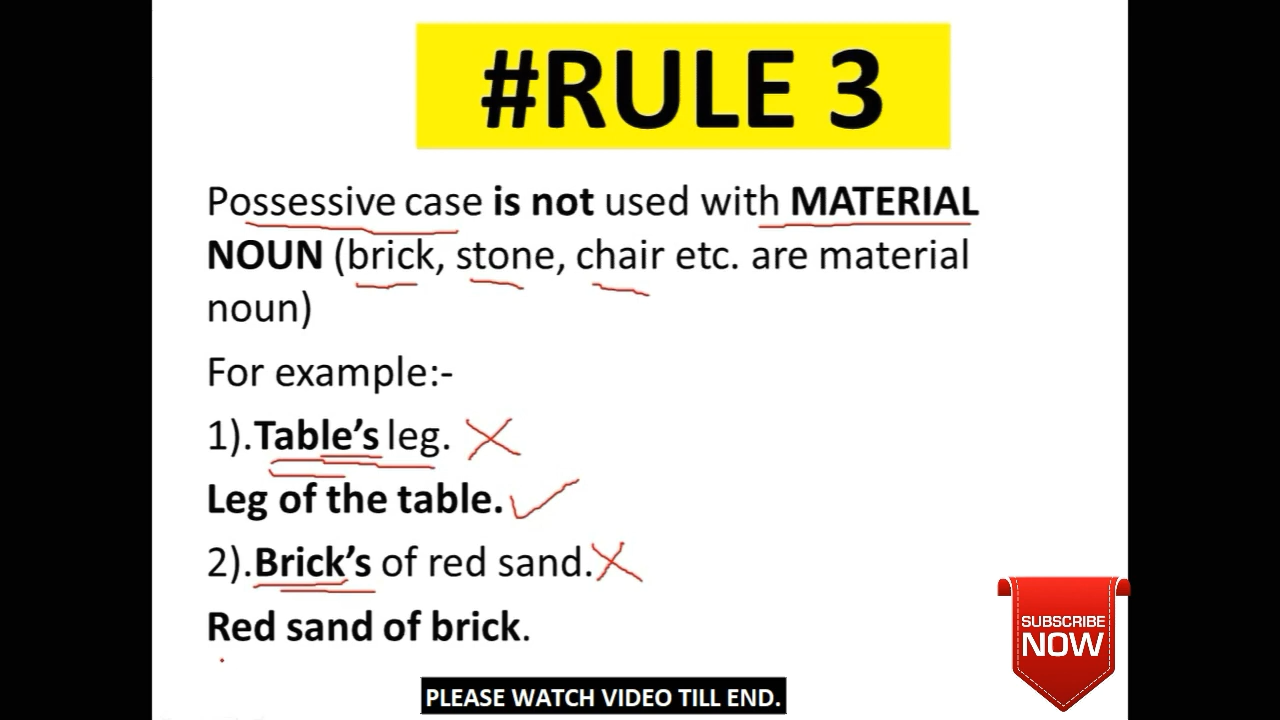 #RULE 3
Possessive case is not used with MATERIAL
NOUN (brick, stone, chair etc. are material
noun)
For example:-
1).Table’s leg.
Leg of the table.
2).Brick’s of red sand.
Red sand of brick.
SUBSCRIBE
NOW
PLEASE WATCH VIDEO TILL END.